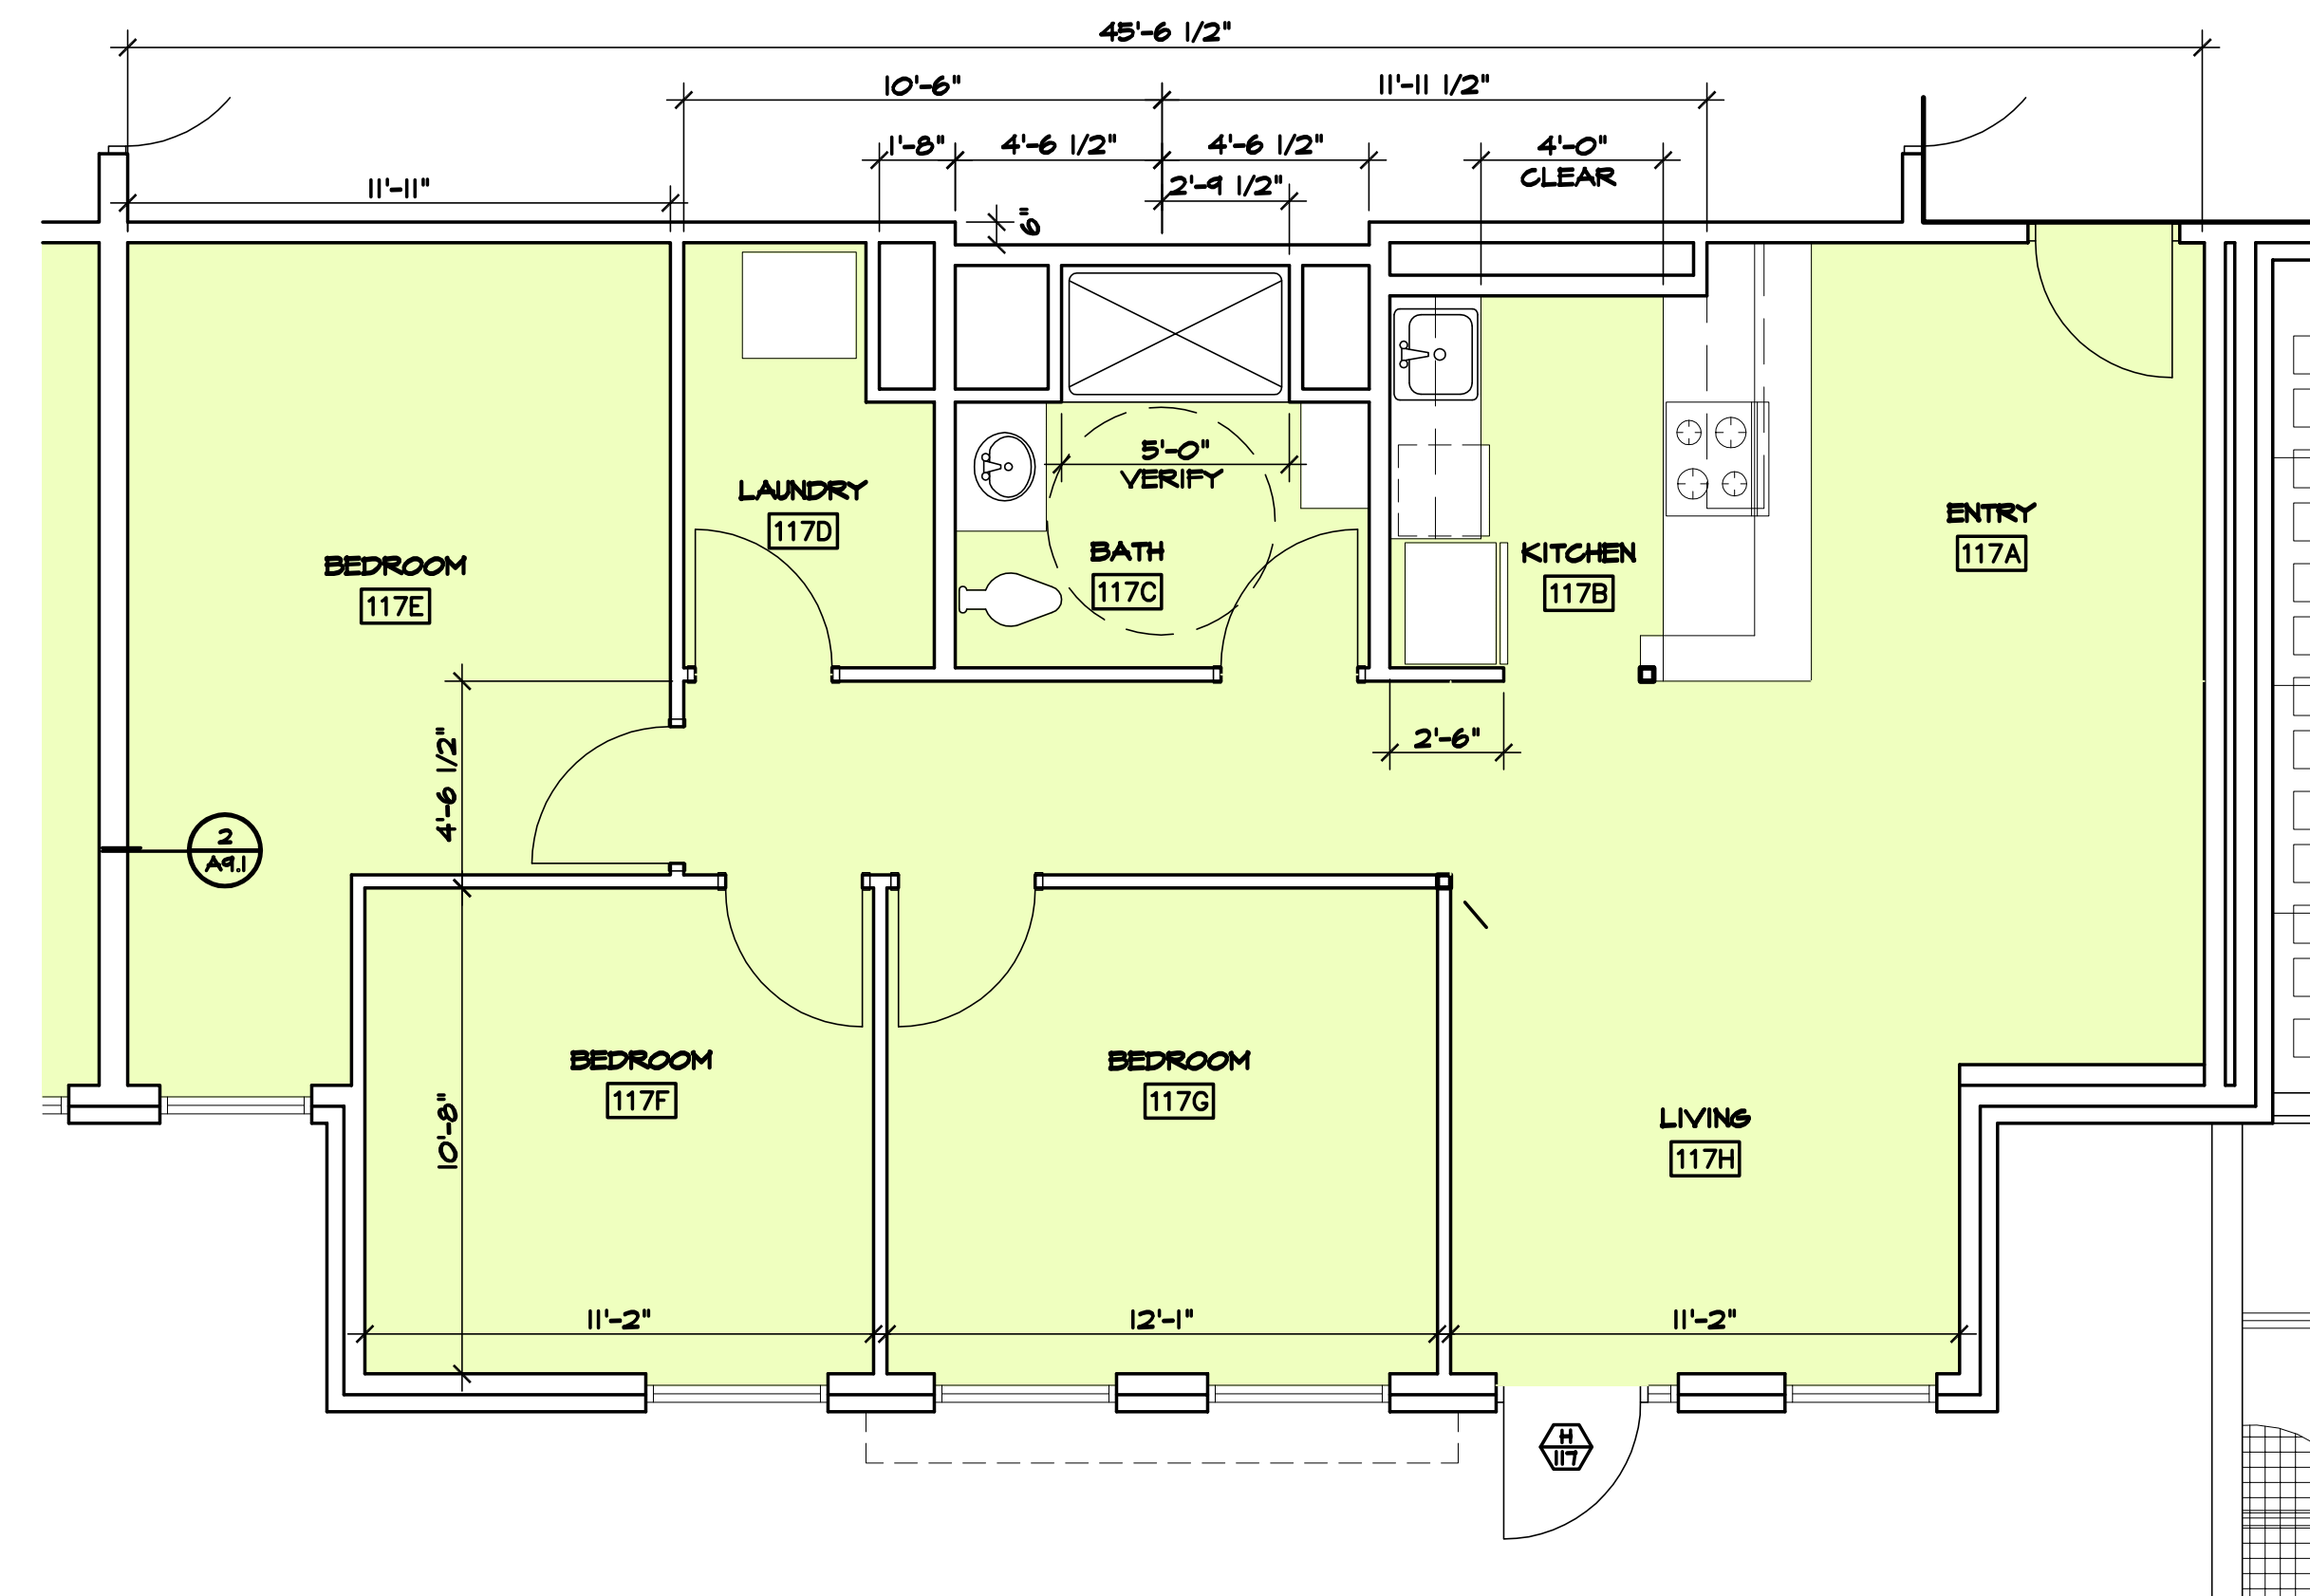 45'-6 1/2"
10'-6"
11'-11 1/2"
1'-8"
4'-6 1/2"
4'-6 1/2"
4'-0"
CLEAR
11'-11"
2'-9 1/2"
6"
5'-0"
VERIFY
LAUNDRY
117D
ENTRY
117A
BEDROOM
117E
BATH
117C
KITCHEN
117B
2'-6"
4'-6 1/2"
2
A9.1
BEDROOM
117F
BEDROOM
117G
10'-8"
LIVING
117H
11'-2"
12'-1"
11'-2"
H
117